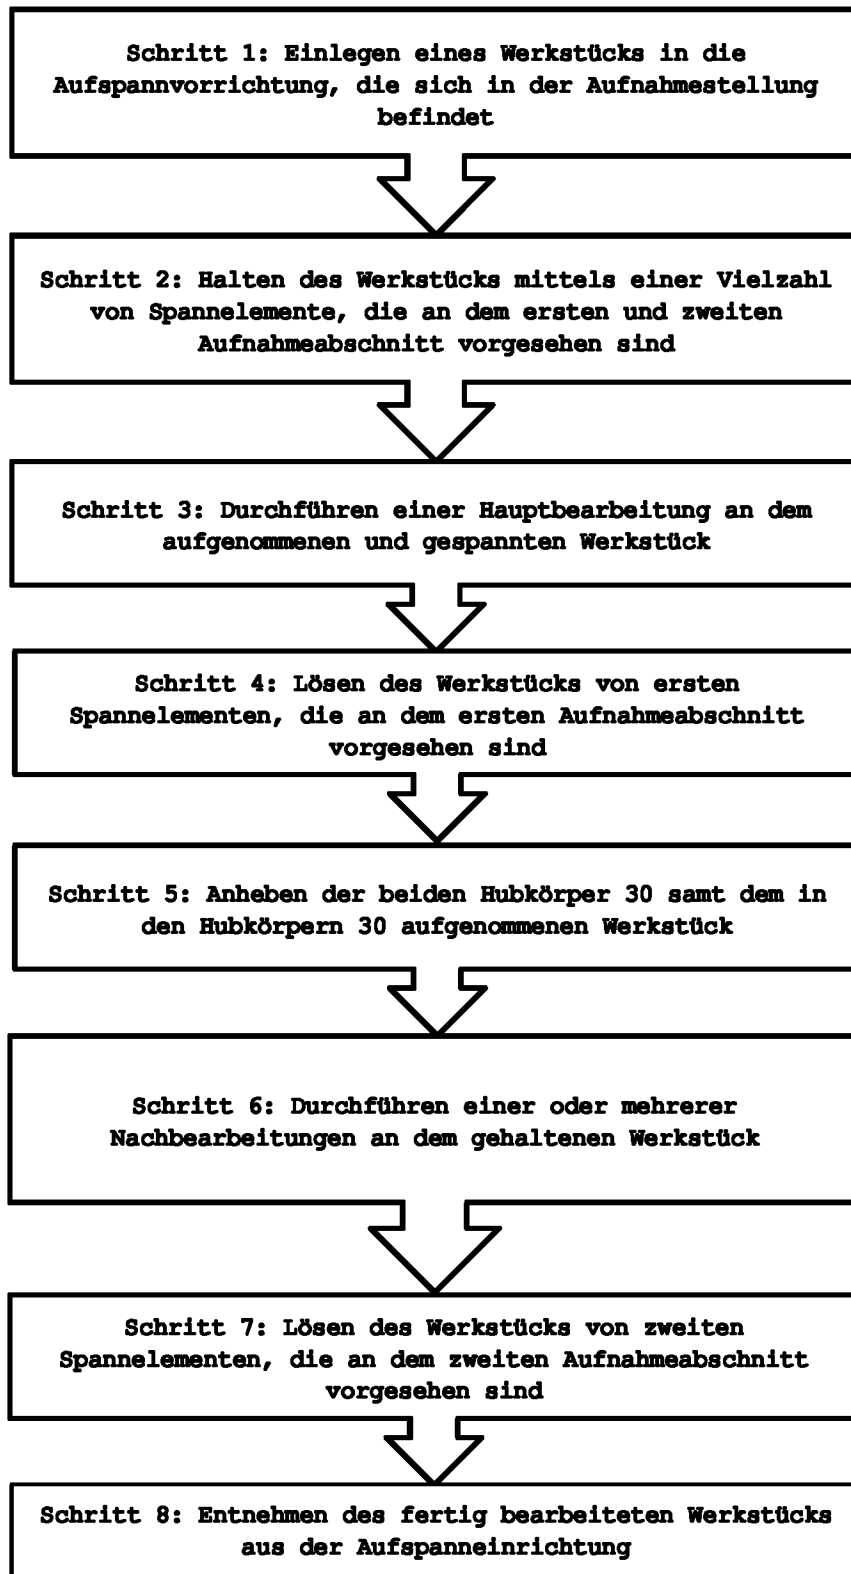 Schritt 1: Einlegen eines Werkstücks in die
Aufspannvorrichtung, die sich in der Aufnahmestellung
befindet
Schritt 2: Halten des Werkstücks mittels einer Vielzahl
von Spannelemente, die an dem ersten und zweiten
Aufnahmeabschnitt vorgesehen sind
Schritt 3: Durchführen einer Hauptbearbeitung an dem
aufgenommenen und gespannten Werkstück
Schritt 4: Lösen des Werkstücks von ersten
Spannelementen, die an dem ersten Aufnahmeabschnitt
vorgesehen sind
Schritt 5: Anheben der beiden Hubkörper 30 samt dem in
den Hubkörpern 30 aufgenommenen Werkstück
Schritt 6: Durchführen einer oder mehrerer
Nachbearbeitungen an dem gehaltenen Werkstück
Schritt 7: Lösen des Werkstücks von zweiten
Spannelementen, die an dem zweiten Aufnahmeabschnitt
vorgesehen sind
Schritt 8: Entnehmen des fertig bearbeiteten Werkstücks
aus der Aufspanneinrichtung